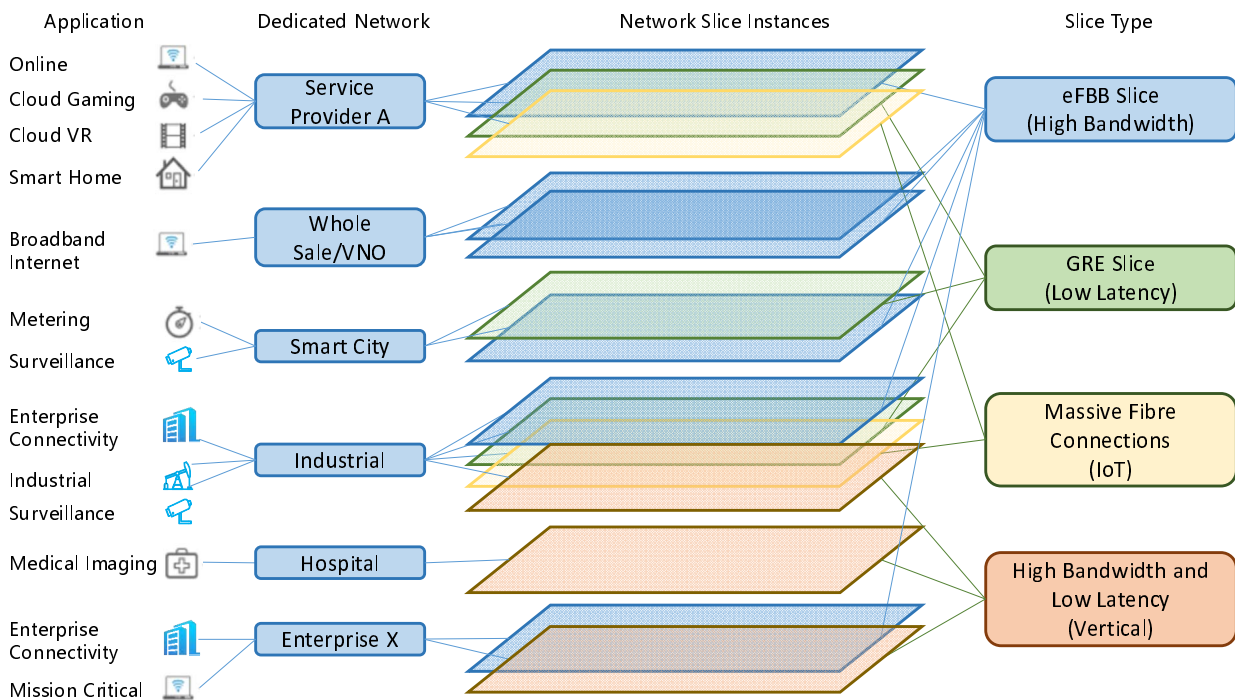 Application
Dedicated Network
Network Slice Instances
Slice Type
Online
Cloud Gaming
Cloud VR
Smart Home
Broadband
Internet
Metering
Surveillance
Enterprise
Connectivity
Industrial
Surveillance
Medical Imaging
Enterprise
Connectivity
Mission Critical
Service
Provider A
Whole
Sale/VNO
Smart City
Industrial
Hospital
Enterprise X
eFBB Slice
(High Bandwidth)
GRE Slice
(Low Latency)
Massive Fibre
Connections
(IoT)
High Bandwidth and
Low Latency
(Vertical)